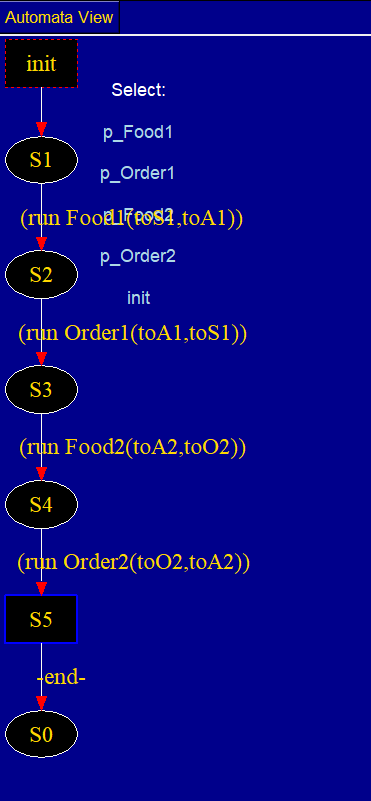 Automata View
init
Select:
p_Food1
S1
p_Order1
(run Food1(toS1,toA1))
p_Food2
p_Order2
S2
init
(run Order1(toA1,toS1))
S3
(run Food2(toA2,toO2))
S4
(run Order2(toO2,toA2))
S5
-end-
S0